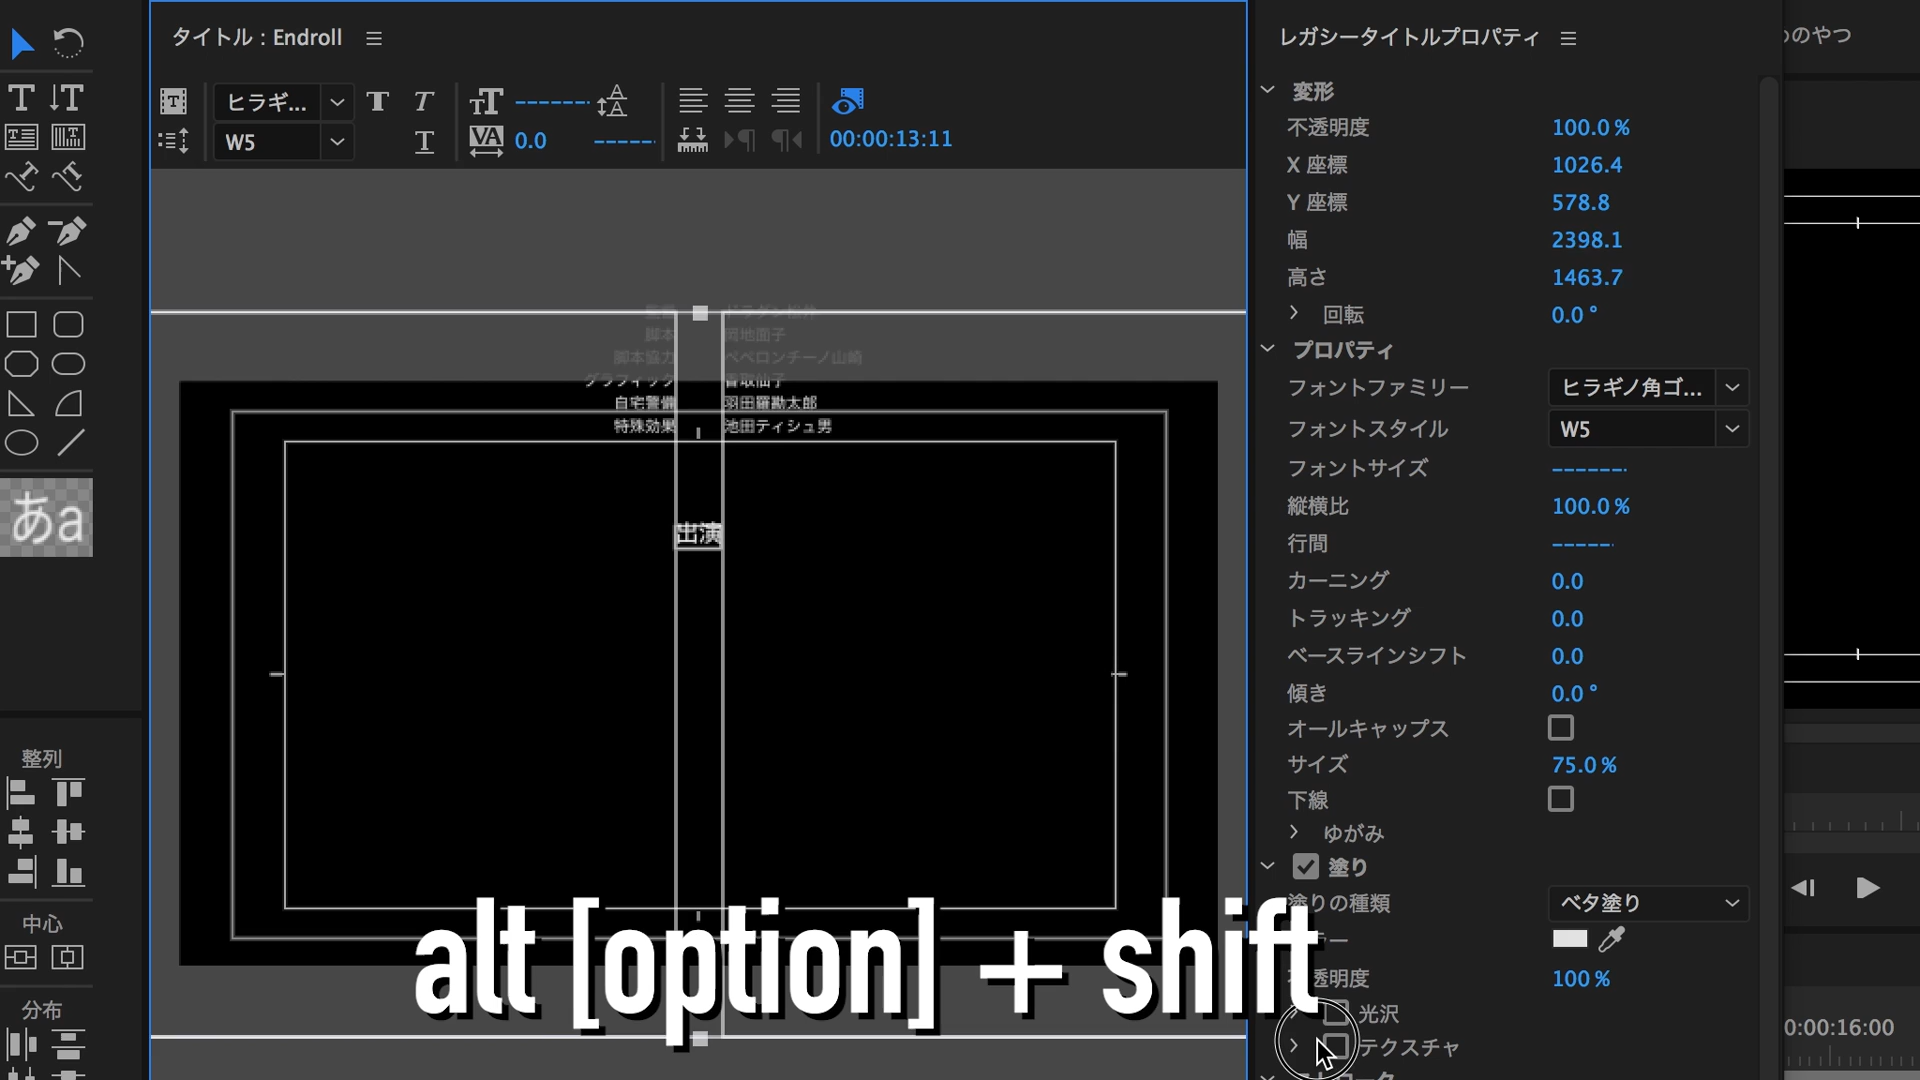 タイトル : Endroll
ヒラギ...
W5
0.0
00:00:13:11
あa
整列
中心
分布
脚本
岡地面子
脚本協力
ペペロンチーノ山崎
グラフィック
香取仙子
自宅警備
羽田羅勘太郎
特殊効果
池田ティシュ男
出演
alt [option] + shift
レガシータイトルプロパティ
変形
不透明度 100.0 %
X 座標 1026.4
Y 座標 578.8
幅 2398.1
高さ 1463.7
回転 0.0 °
プロパティ
フォントファミリー ヒラギノ角ゴ...
フォントスタイル W5
フォントサイズ
縦横比 100.0 %
行間
カーニング 0.0
トラッキング 0.0
ベースラインシフト 0.0
傾き 0.0 °
オールキャップス
サイズ 75.0 %
下線
ゆがみ
塗り
塗りの種類 ベタ塗り
ー
透明度 100 %
光沢
テクスチャ
のやつ
0:00:16:00